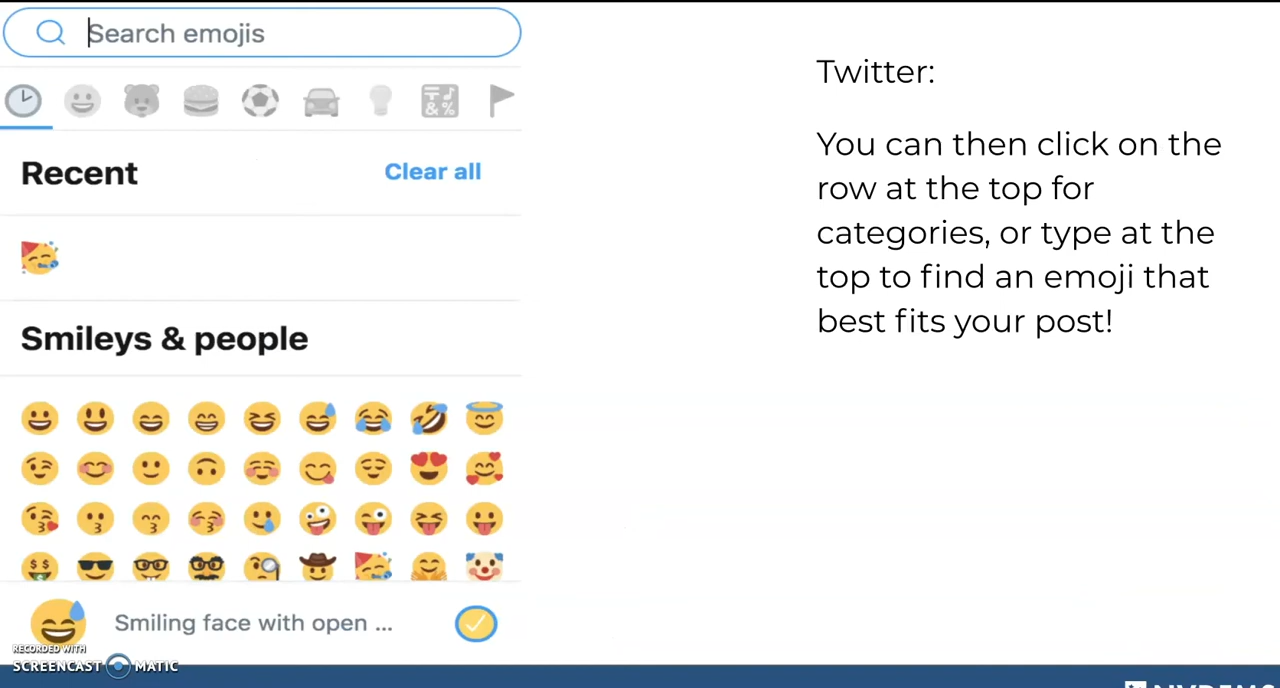 Search emojis
Recent
Clear all
Smileys & people
Smiling face with open ...
RECORDED WITH
SCREENCAST MATIC
Twitter:
You can then click on the
row at the top for
categories, or type at the
top to find an emoji that
best fits your post!